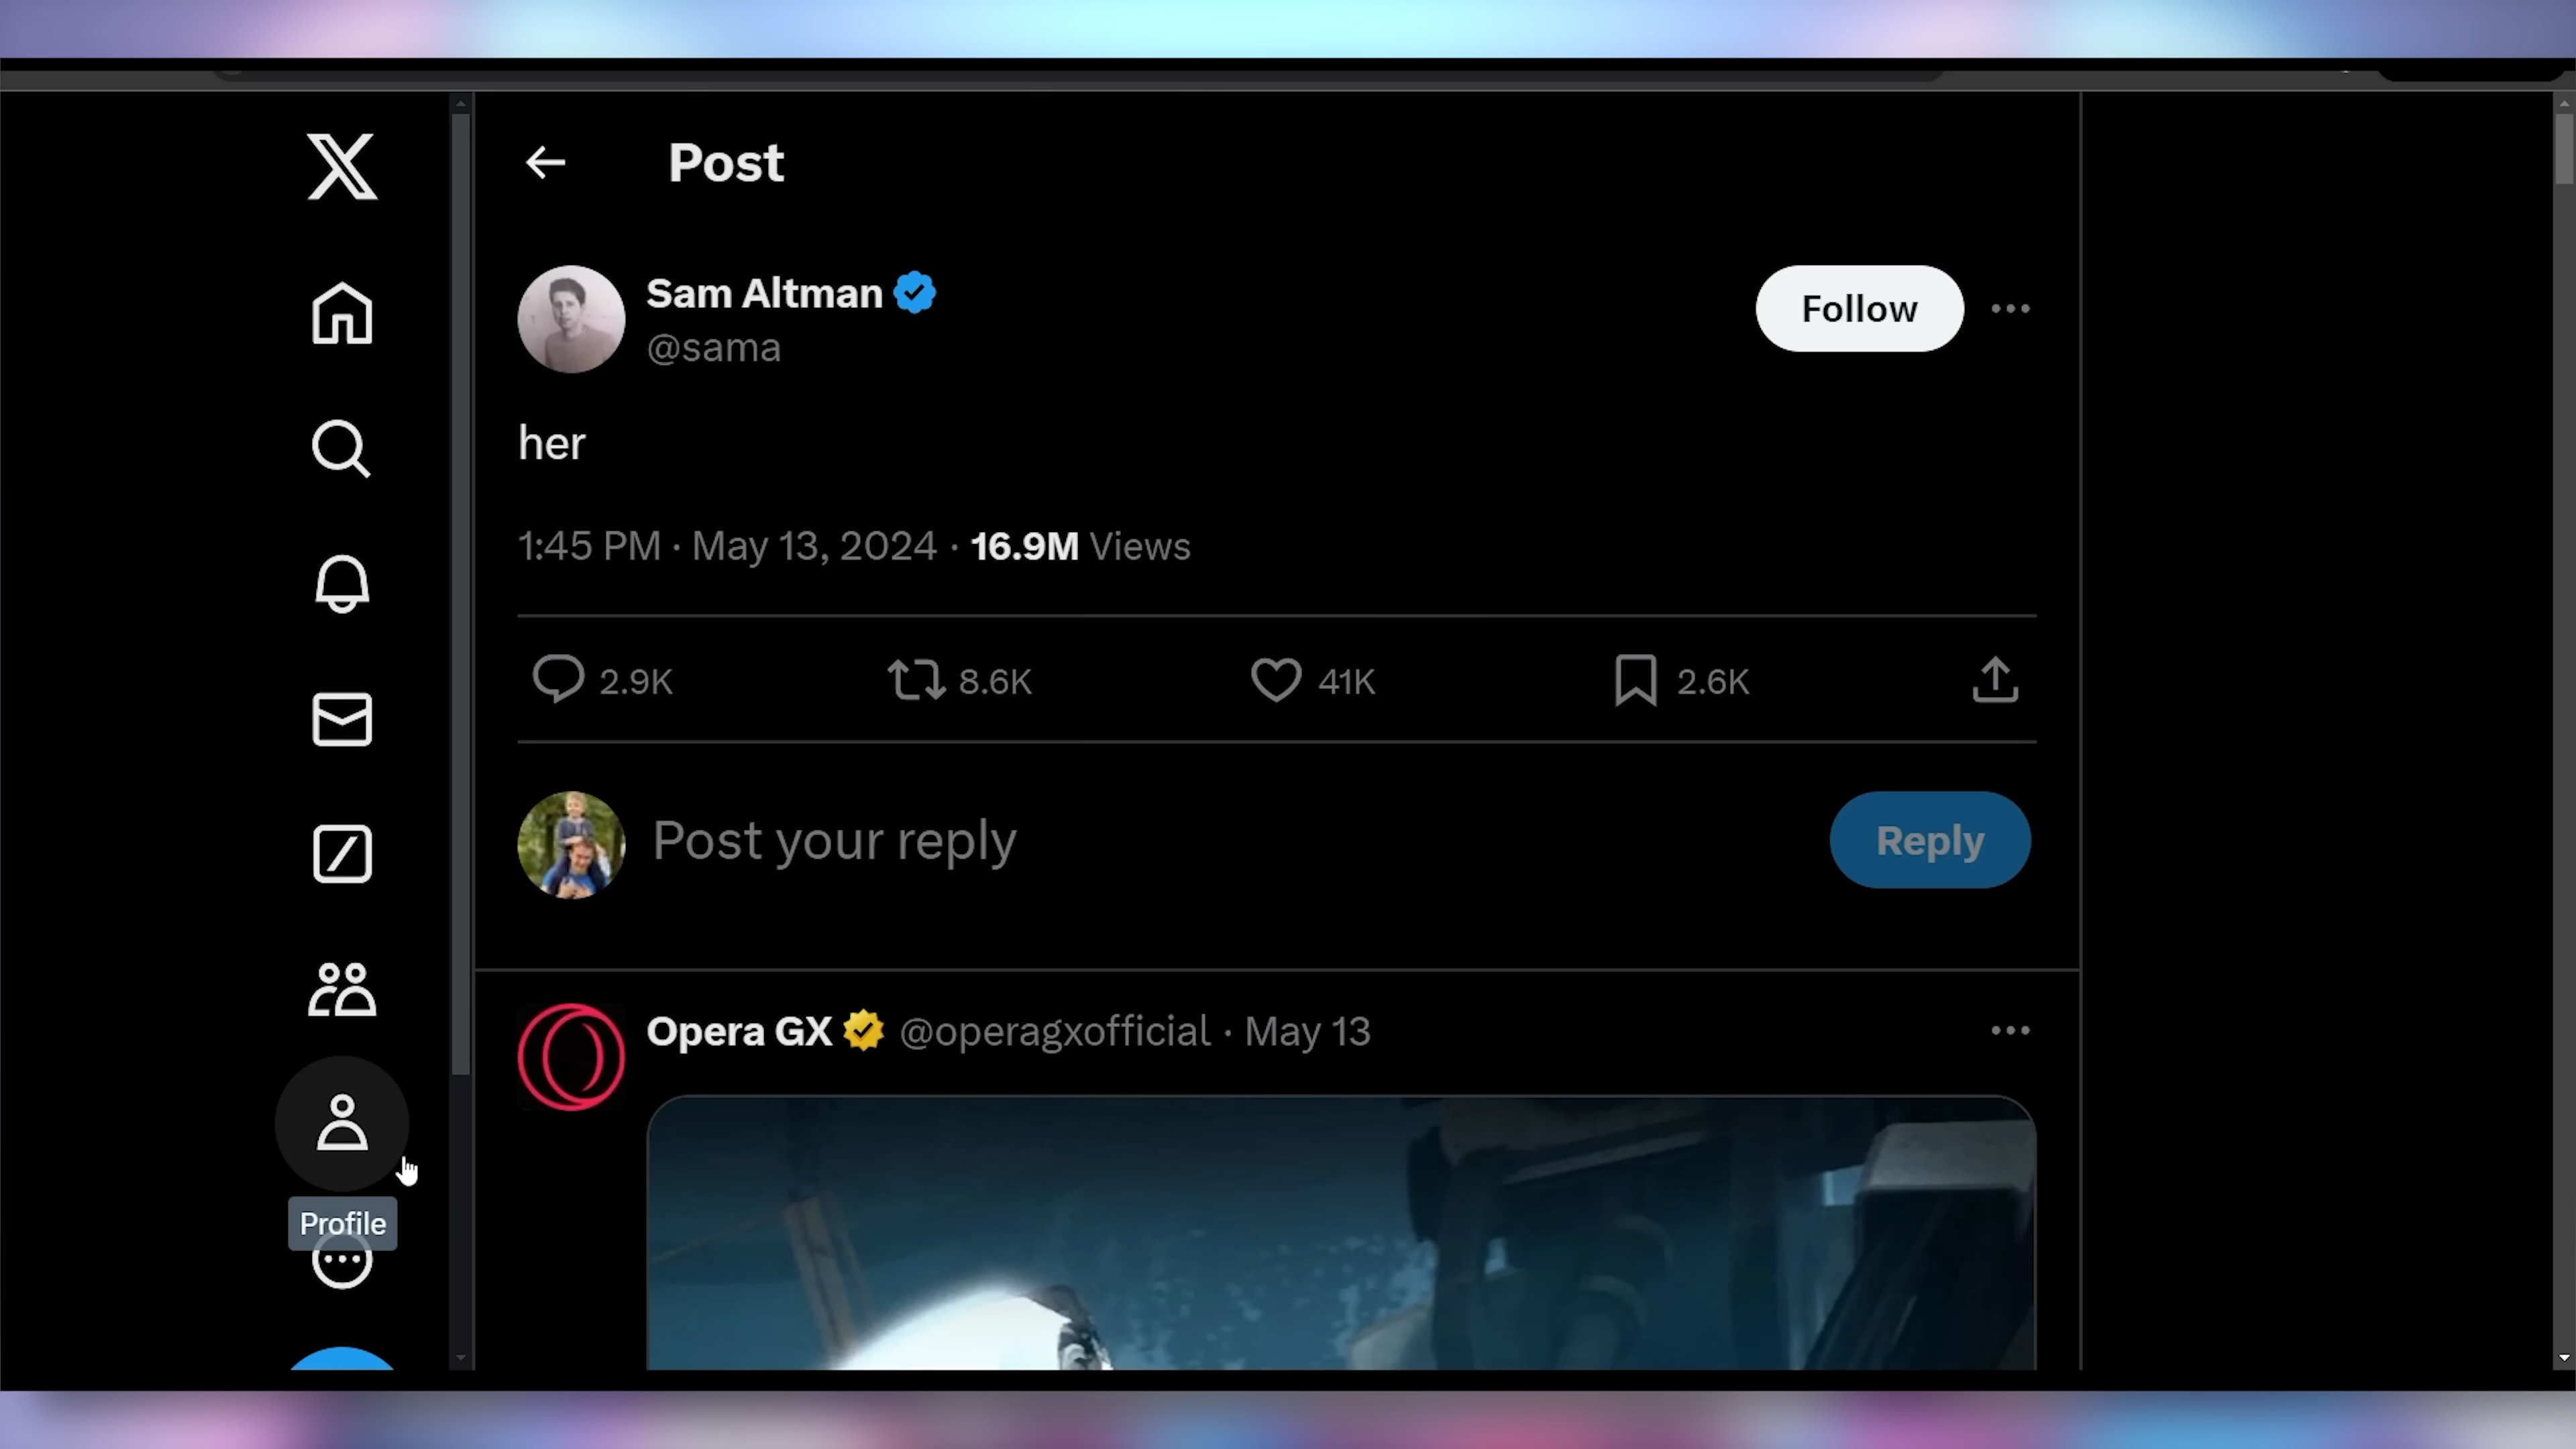 Post
Sam Altman
@sama
Follow
her
1:45 PM · May 13, 2024 · 16.9M Views
2.9K 8.6K 41K 2.6K
Post your reply
Reply
Opera GX @operagxofficial · May 13
Profile